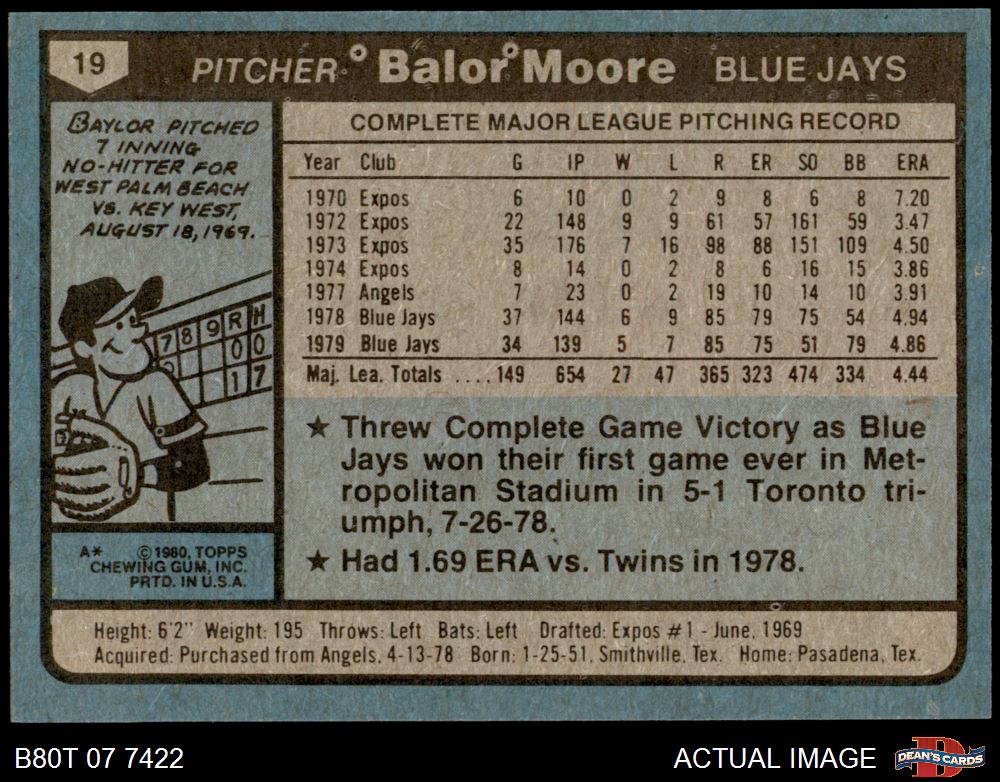 19 PITCHER Balor Moore BLUE JAYS
BAYLOR PITCHED
7 INNING
NO-HITTER FOR
WEST PALM BEACH
VS. KEY WEST,
AUGUST 18, 1969.
7 8 9 R H
0 0
1 7
A* © 1980, TOPPS
CHEWING GUM, INC.
PRTD. IN U.S.A.
COMPLETE MAJOR LEAGUE PITCHING RECORD
Year Club G IP W L R ER SO BB ERA
1970 Expos 6 10 0 2 9 8 6 8 7.20
1972 Expos 22 148 9 9 61 57 161 59 3.47
1973 Expos 35 176 7 16 98 88 151 109 4.50
1974 Expos 8 14 0 2 8 6 16 15 3.86
1977 Angels 7 23 0 2 19 10 14 10 3.91
1978 Blue Jays 37 144 6 9 85 79 75 54 4.94
1979 Blue Jays 34 139 5 7 85 75 51 79 4.86
Maj. Lea. Totals .... 149 654 27 47 365 323 474 334 4.44
★ Threw Complete Game Victory as Blue
Jays won their first game ever in Met-
ropolitan Stadium in 5-1 Toronto tri-
umph, 7-26-78.
★ Had 1.69 ERA vs. Twins in 1978.
Height: 6'2" Weight: 195 Throws: Left Bats: Left Drafted: Expos #1 - June, 1969
Acquired: Purchased from Angels, 4-13-78 Born: 1-25-51, Smithville, Tex. Home: Pasadena, Tex.
B80T 07 7422 ACTUAL IMAGE D DEAN'S CARDS